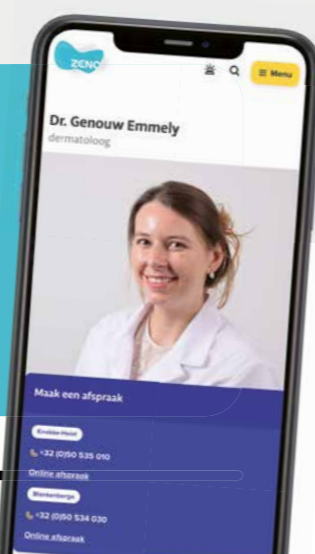 ZENO
Menu
Dr. Genouw Emmely
dermatoloog
Maak een afspraak
Knokke-Heist
+32 (0)50 535 010
Online afspraak
Blankenberge
+32 (0)50 534 030
Online afspraak